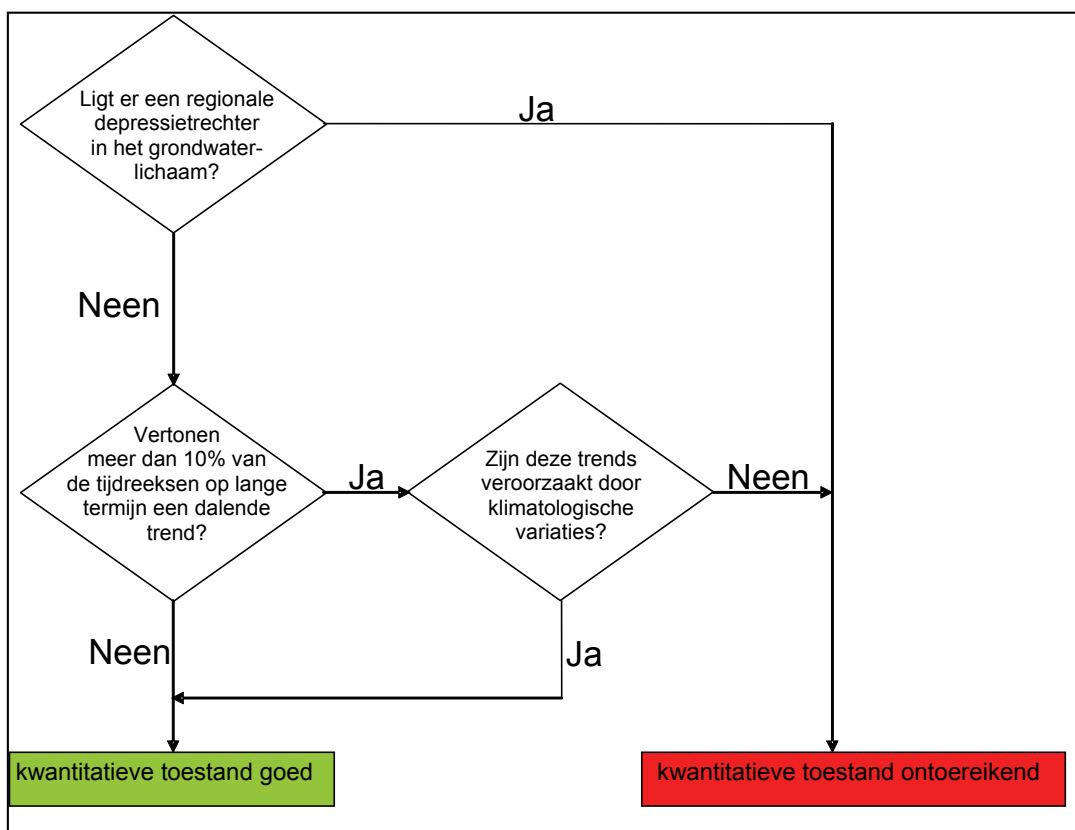 Ligt er een regionale
depressietrechter
in het grondwater-
lichaam?
Ja
Neen
Vertonen
meer dan 10% van
de tijdreeksen op lange
termijn een dalende
trend?
Ja
Zijn deze trends
veroorzaakt door
klimatologische
variaties?
Neen
Neen
Ja
kwantitatieve toestand goed
kwantitatieve toestand ontoereikend